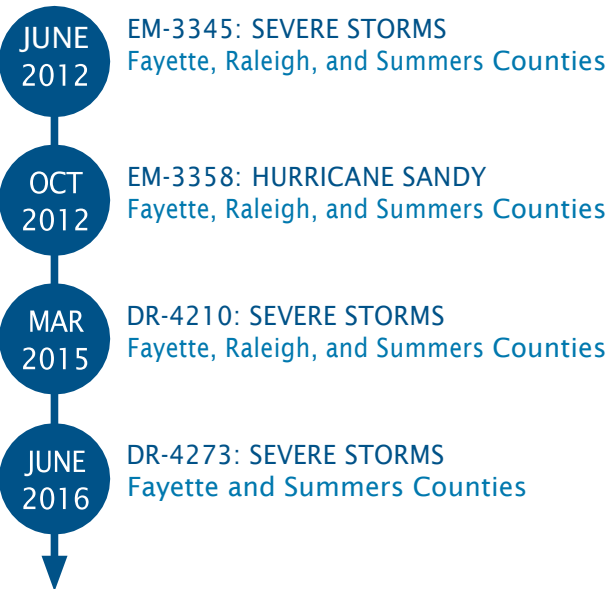 JUNE
2012
EM-3345: SEVERE STORMS
Fayette, Raleigh, and Summers Counties
OCT
2012
EM-3358: HURRICANE SANDY
Fayette, Raleigh, and Summers Counties
MAR
2015
DR-4210: SEVERE STORMS
Fayette, Raleigh, and Summers Counties
JUNE
2016
DR-4273: SEVERE STORMS
Fayette and Summers Counties